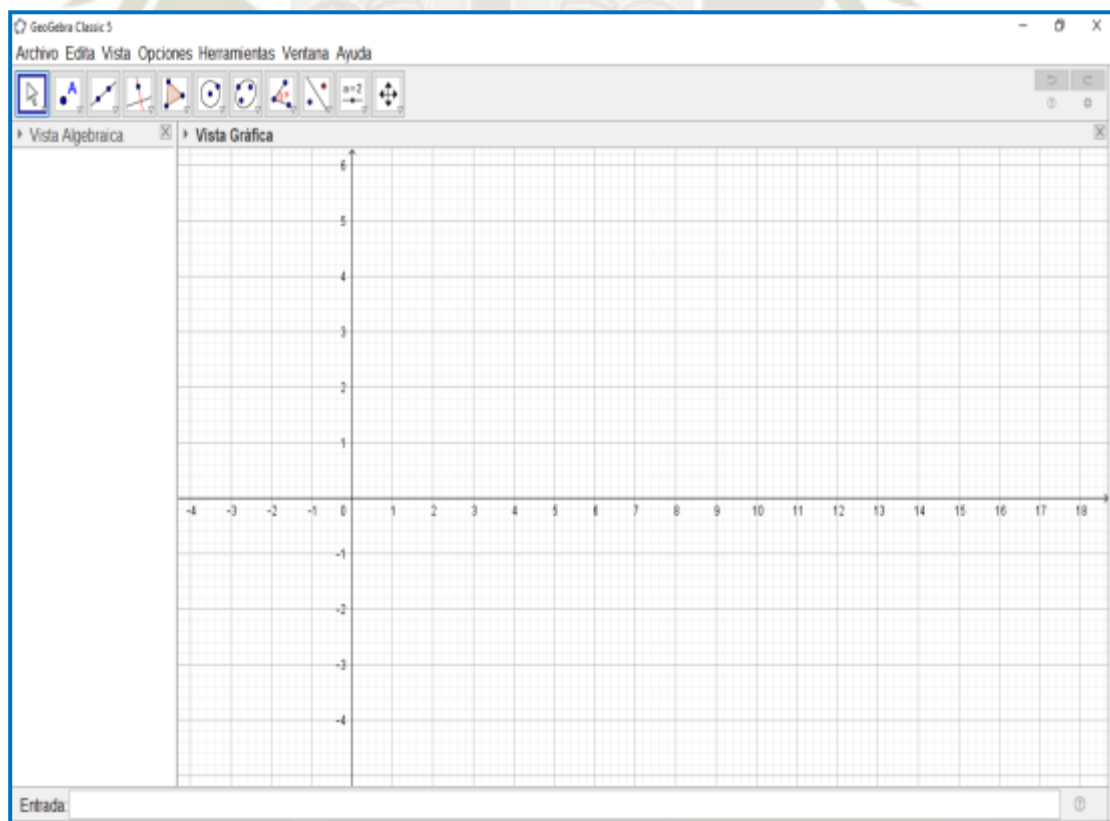 GeoGebra Classic 5
Archivo Edita Vista Opciones Herramientas Ventana Ayuda
A
a=2
Vista Algebraica
Vista Gráfica
6
5
4
3
2
1
-4 -3 -2 -1 0 1 2 3 4 5 6 7 8 9 10 11 12 13 14 15 16 17 18
-1
-2
-3
-4
Entrada: